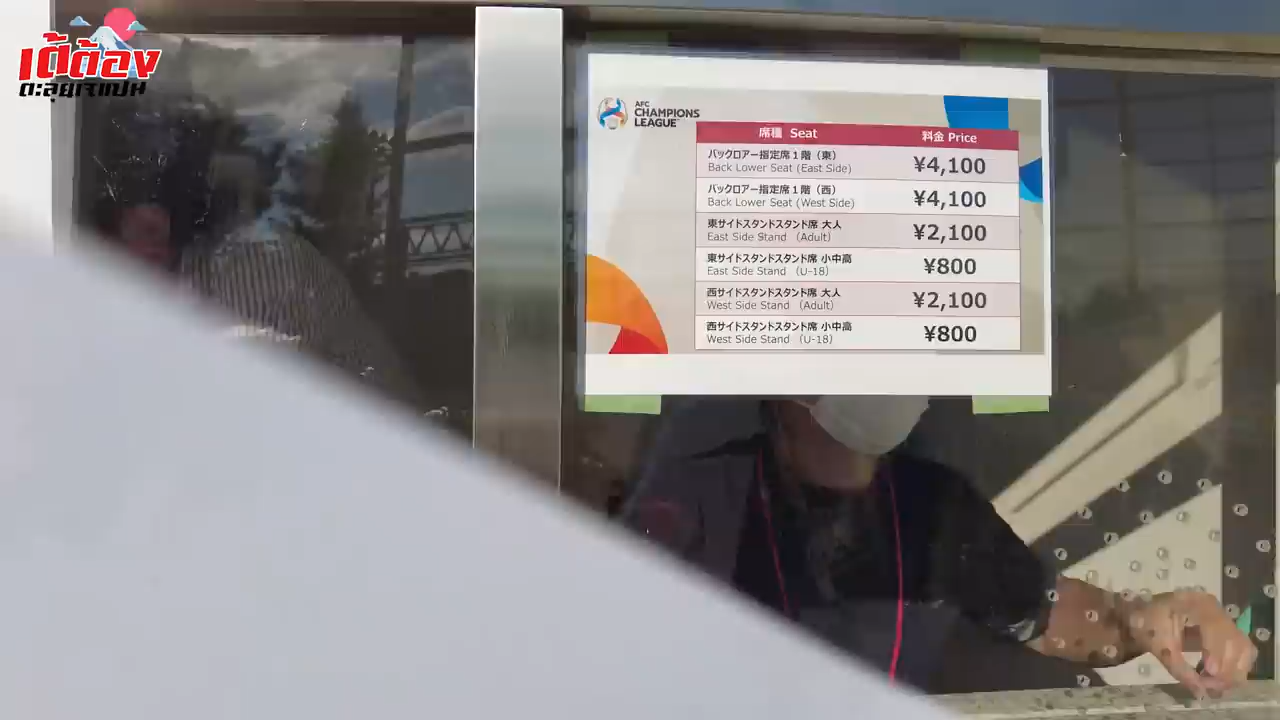 เต้ต้อง
ตะลุยเจแปน
AFC
CHAMPIONS
LEAGUE
席種 Seat 料金 Price
バックロアー指定席1階(東)
Back Lower Seat (East Side)
¥4,100
バックロアー指定席1階(西)
Back Lower Seat (West Side)
¥4,100
東サイドスタンドスタンド席 大人
East Side Stand (Adult)
¥2,100
東サイドスタンドスタンド席 小中高
East Side Stand (U-18)
¥800
西サイドスタンドスタンド席 大人
West Side Stand (Adult)
¥2,100
西サイドスタンドスタンド席 小中高
West Side Stand (U-18)
¥800